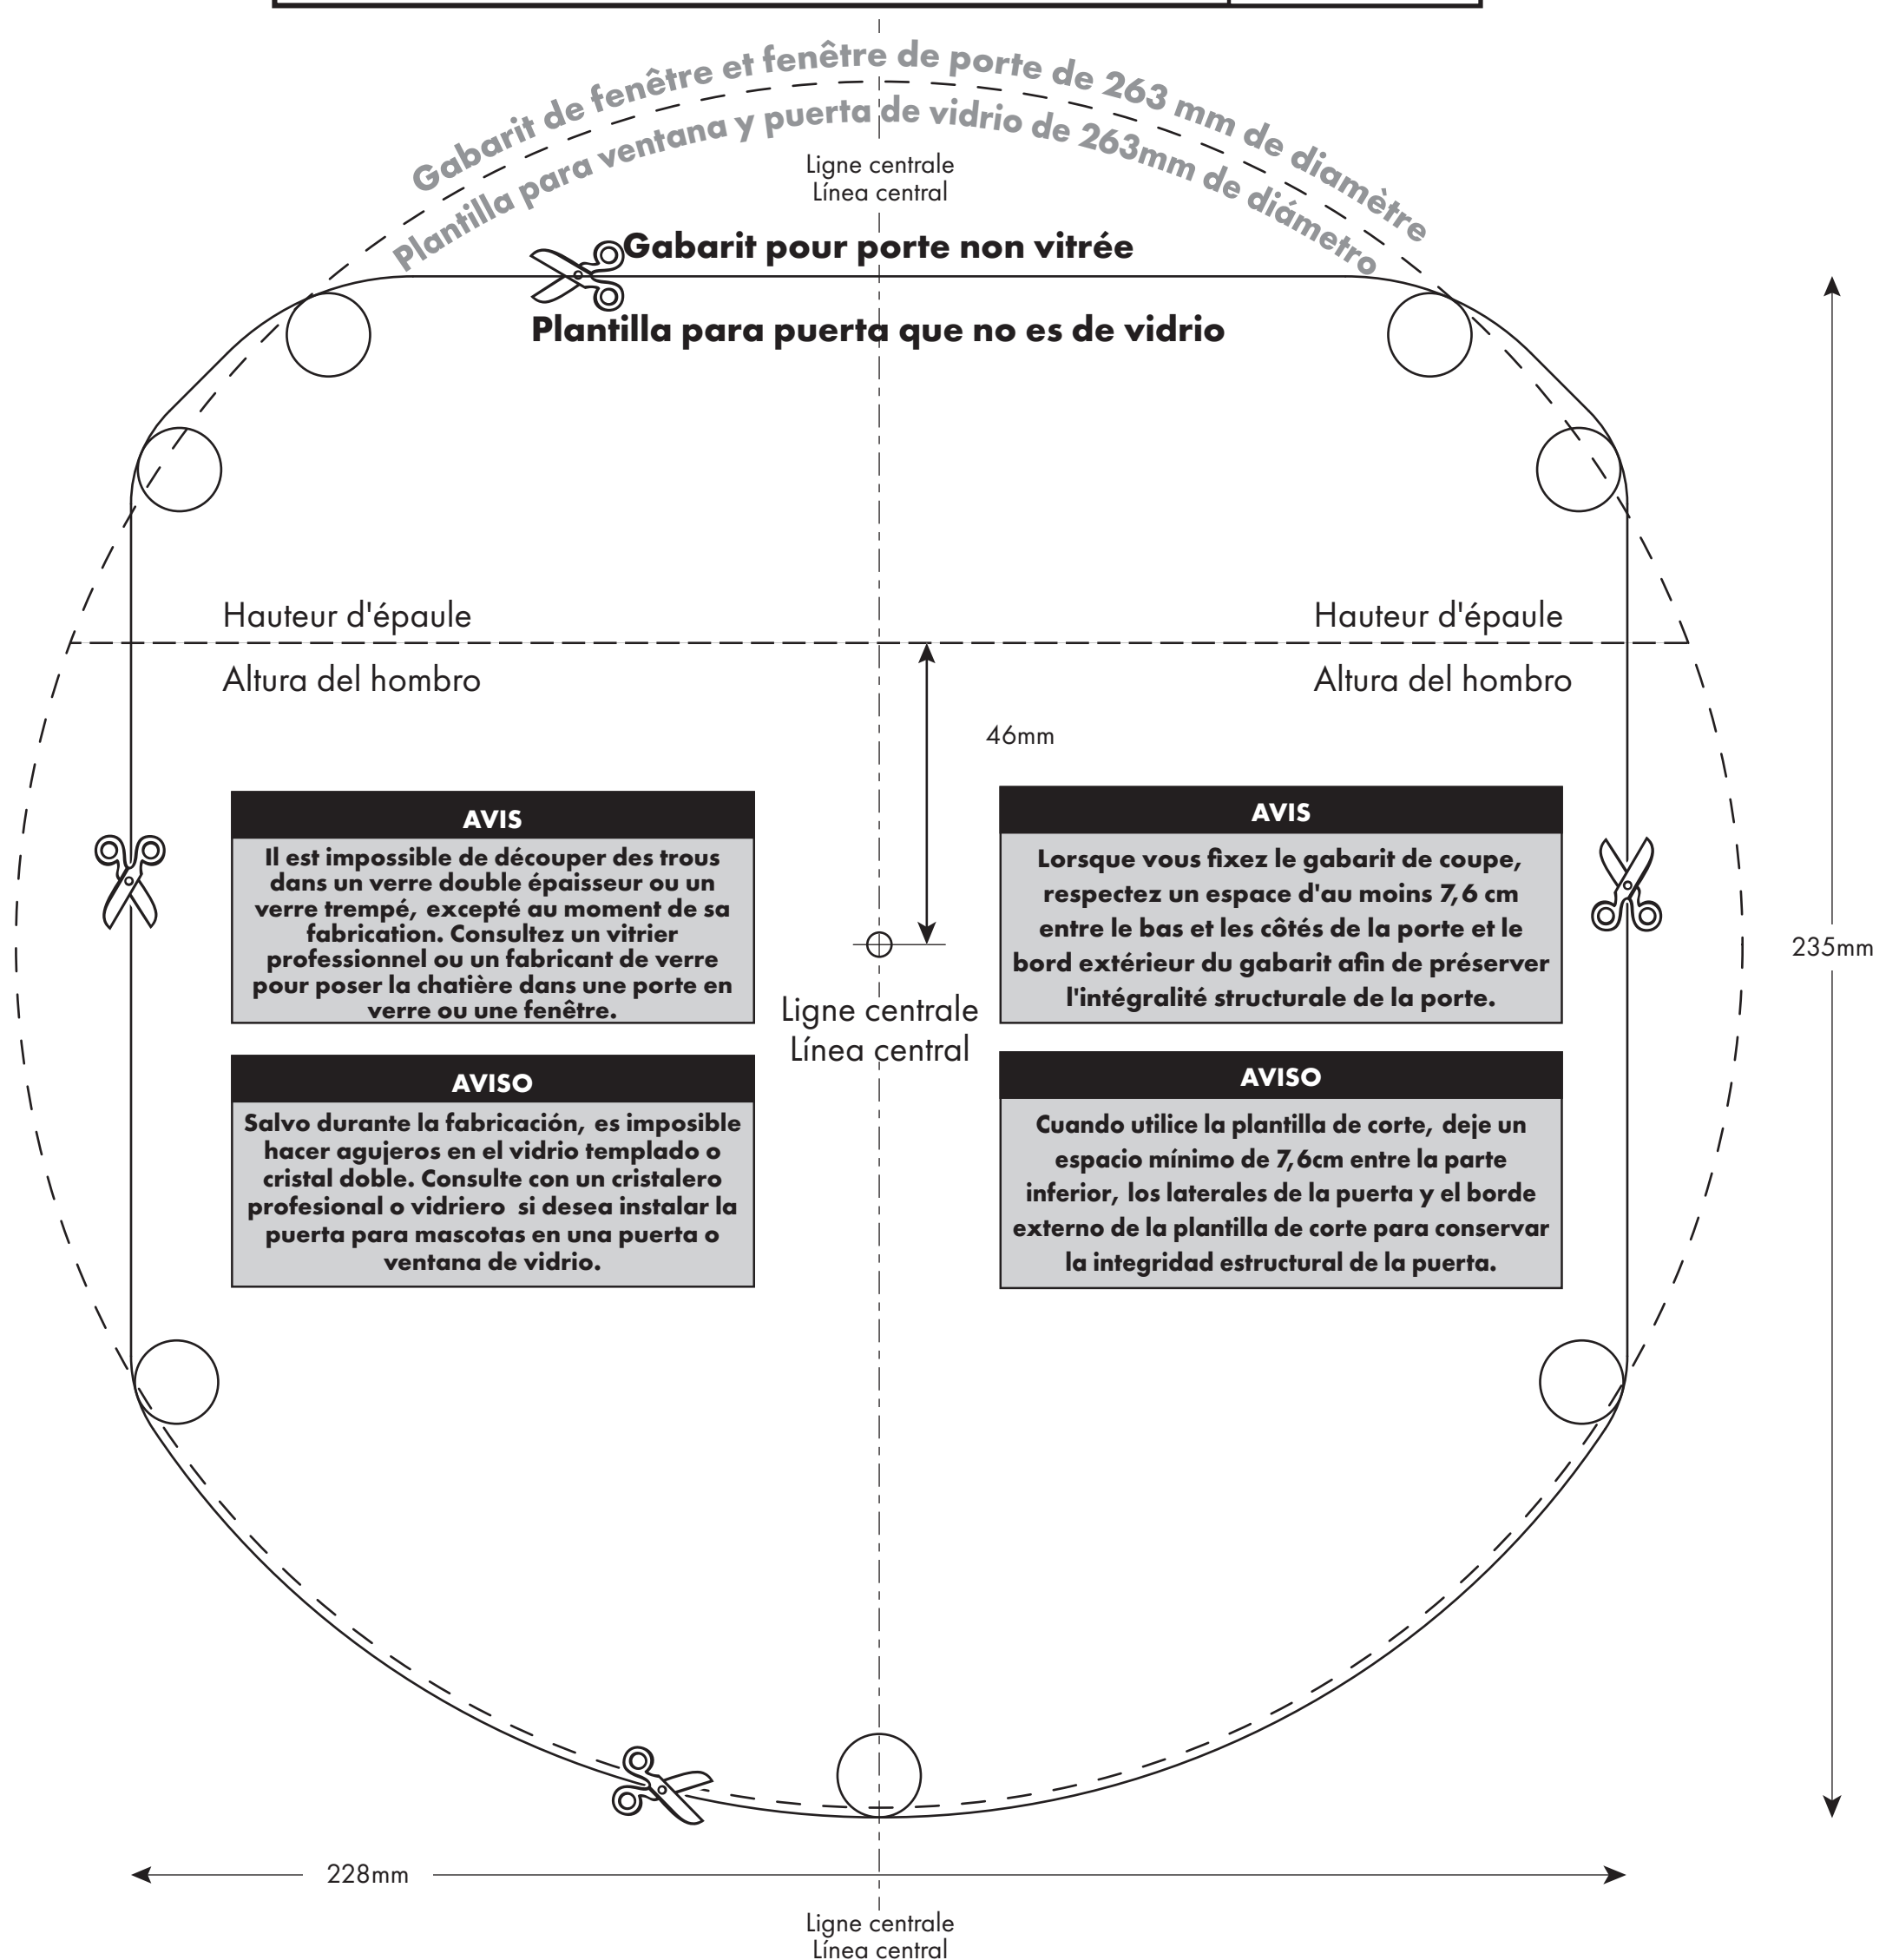 Gabarit de fenêtre et fenêtre de porte de 263 mm de diamètre
Plantilla para ventana y puerta de vidrio de 263mm de diámetro
Ligne centrale
Línea central
Gabarit pour porte non vitrée
Plantilla para puerta que no es de vidrio
Hauteur d'épaule
Hauteur d'épaule
Altura del hombro
Altura del hombro
46mm
AVIS
Il est impossible de découper des trous
dans un verre double épaisseur ou un
verre trempé, excepté au moment de sa
fabrication. Consultez un vitrier
professionnel ou un fabricant de verre
pour poser la chatière dans une porte en
verre ou une fenêtre.
AVIS
Lorsque vous fixez le gabarit de coupe,
respectez un espace d'au moins 7,6 cm
entre le bas et les côtés de la porte et le
bord extérieur du gabarit afin de préserver
l'intégralité structurale de la porte.
235mm
Ligne centrale
Línea central
AVISO
Salvo durante la fabricación, es imposible
hacer agujeros en el vidrio templado o
cristal doble. Consulte con un cristalero
profesional o vidriero si desea instalar la
puerta para mascotas en una puerta o
ventana de vidrio.
AVISO
Cuando utilice la plantilla de corte, deje un
espacio mínimo de 7,6cm entre la parte
inferior, los laterales de la puerta y el borde
externo de la plantilla de corte para conservar
la integridad estructural de la puerta.
228mm
Ligne centrale
Línea central